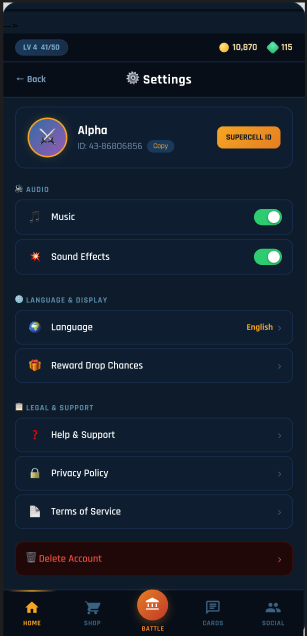 -->
LV 4 41/50
10,870
115
← Back
Settings
Alpha
ID: 43-86806856
Copy
SUPERCELL ID
AUDIO
Music
Sound Effects
LANGUAGE & DISPLAY
Language
English ›
Reward Drop Chances ›
LEGAL & SUPPORT
? Help & Support ›
Privacy Policy ›
Terms of Service ›
Delete Account ›
HOME
SHOP
BATTLE
CARDS
SOCIAL